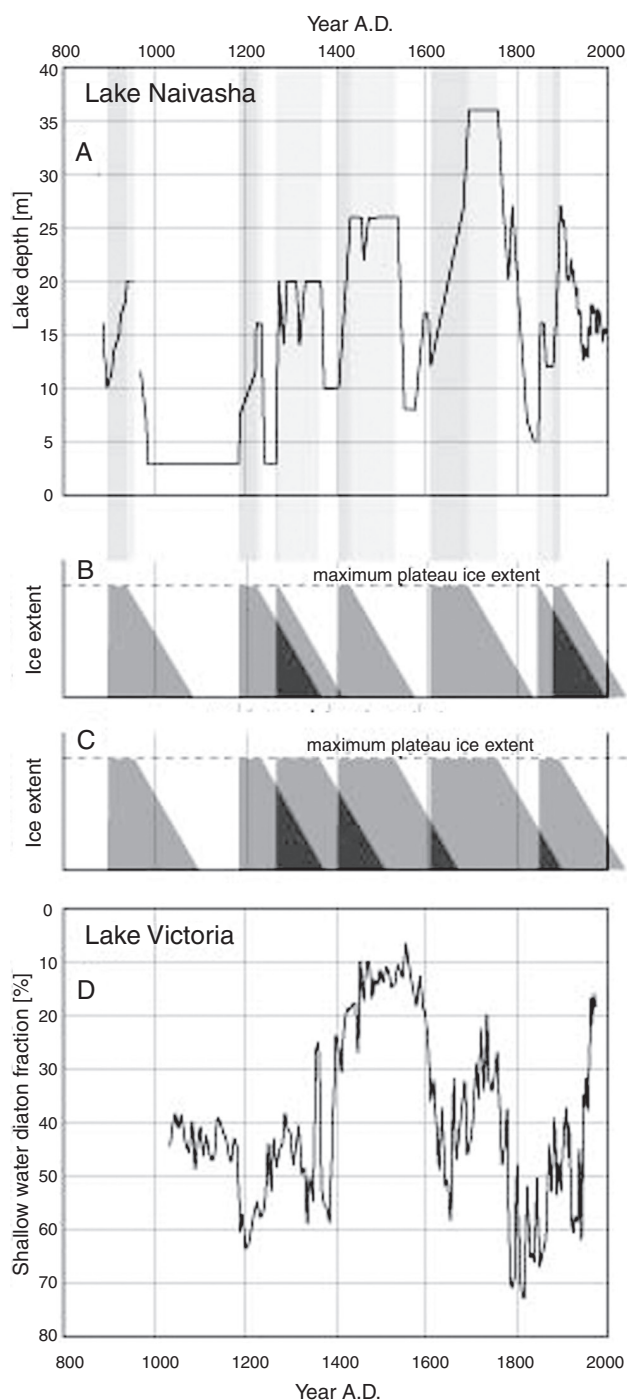 Year A.D.
800 1000 1200 1400 1600 1800 2000
40
Lake Naivasha
35
A
30
25
20
15
10
5
0
Lake depth [m]
B
maximum plateau ice extent
Ice extent
C
maximum plateau ice extent
Ice extent
0
Lake Victoria
10
D
20
30
40
50
60
70
80
Shallow water diaton fraction [%]
800 1000 1200 1400 1600 1800 2000
Year A.D.